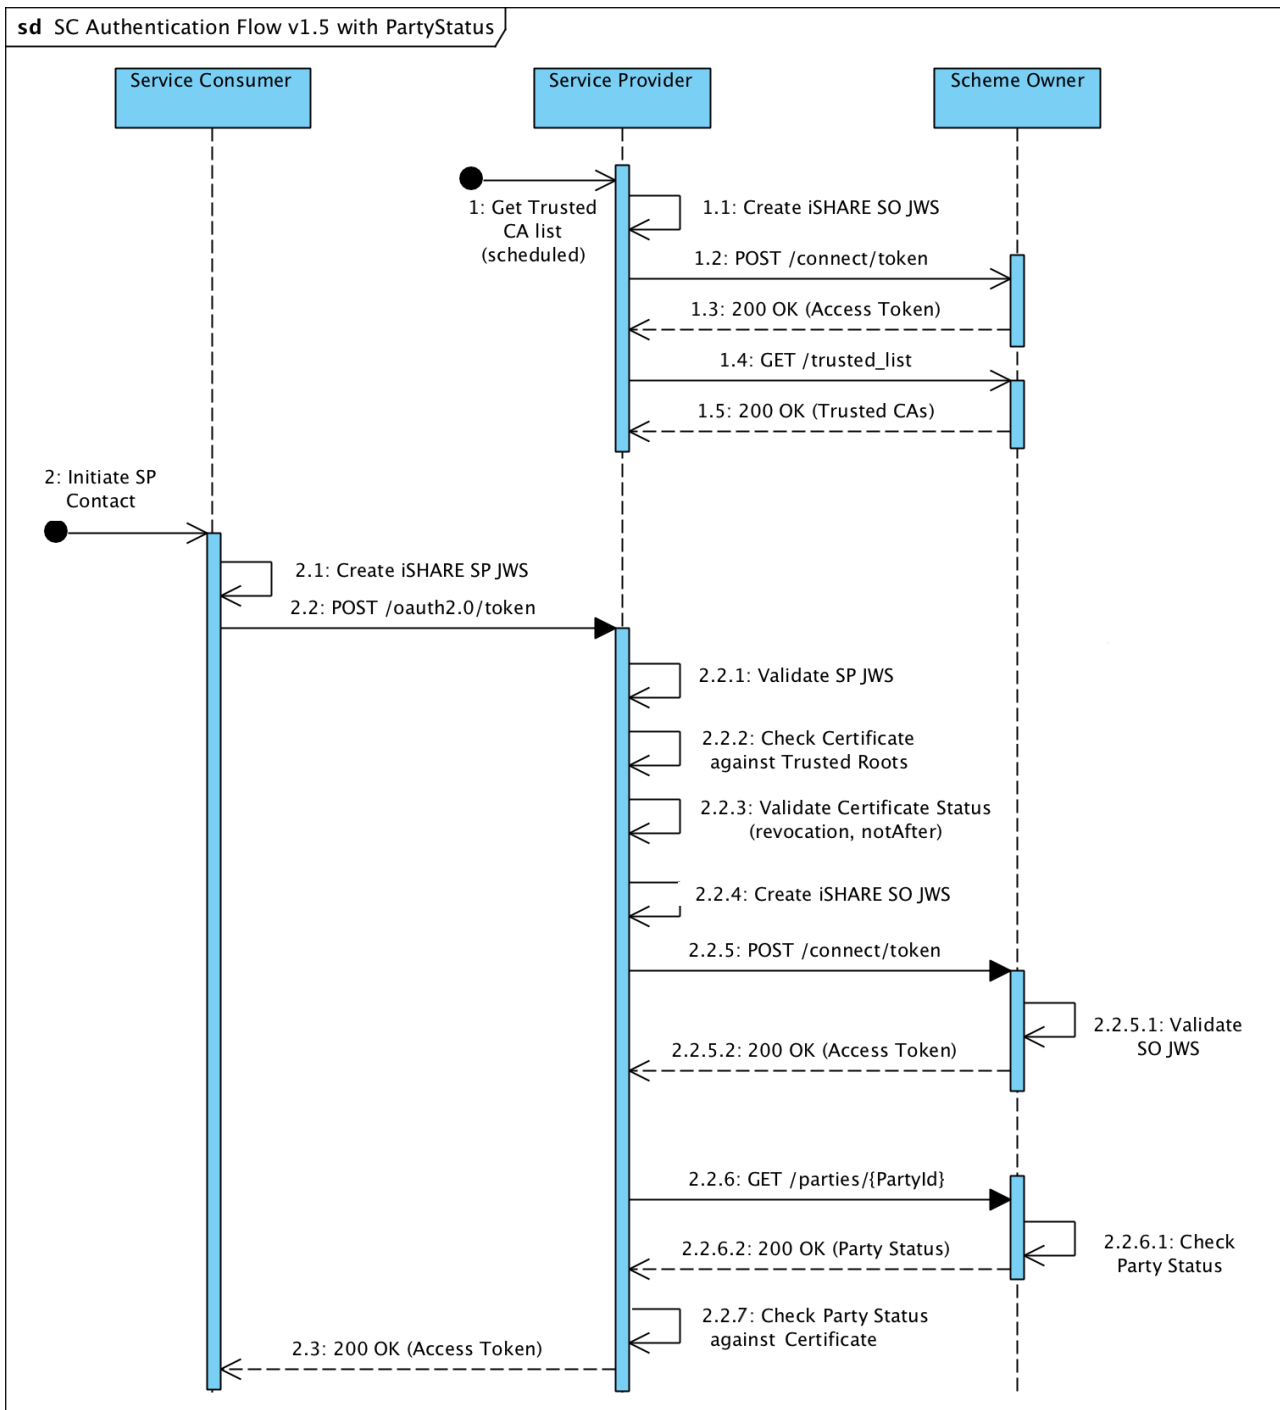 sd SC Authentication Flow v1.5 with PartyStatus
Service Consumer
Service Provider
Scheme Owner
1: Get Trusted
CA list
(scheduled)
1.1: Create iSHARE SO JWS
1.2: POST /connect/token
1.3: 200 OK (Access Token)
1.4: GET /trusted_list
1.5: 200 OK (Trusted CAs)
2: Initiate SP
Contact
2.1: Create iSHARE SP JWS
2.2: POST /oauth2.0/token
2.2.1: Validate SP JWS
2.2.2: Check Certificate
against Trusted Roots
2.2.3: Validate Certificate Status
(revocation, notAfter)
2.2.4: Create iSHARE SO JWS
2.2.5: POST /connect/token
2.2.5.1: Validate
SO JWS
2.2.5.2: 200 OK (Access Token)
2.2.6: GET /parties/{PartyId}
2.2.6.1: Check
Party Status
2.2.6.2: 200 OK (Party Status)
2.2.7: Check Party Status
against Certificate
2.3: 200 OK (Access Token)